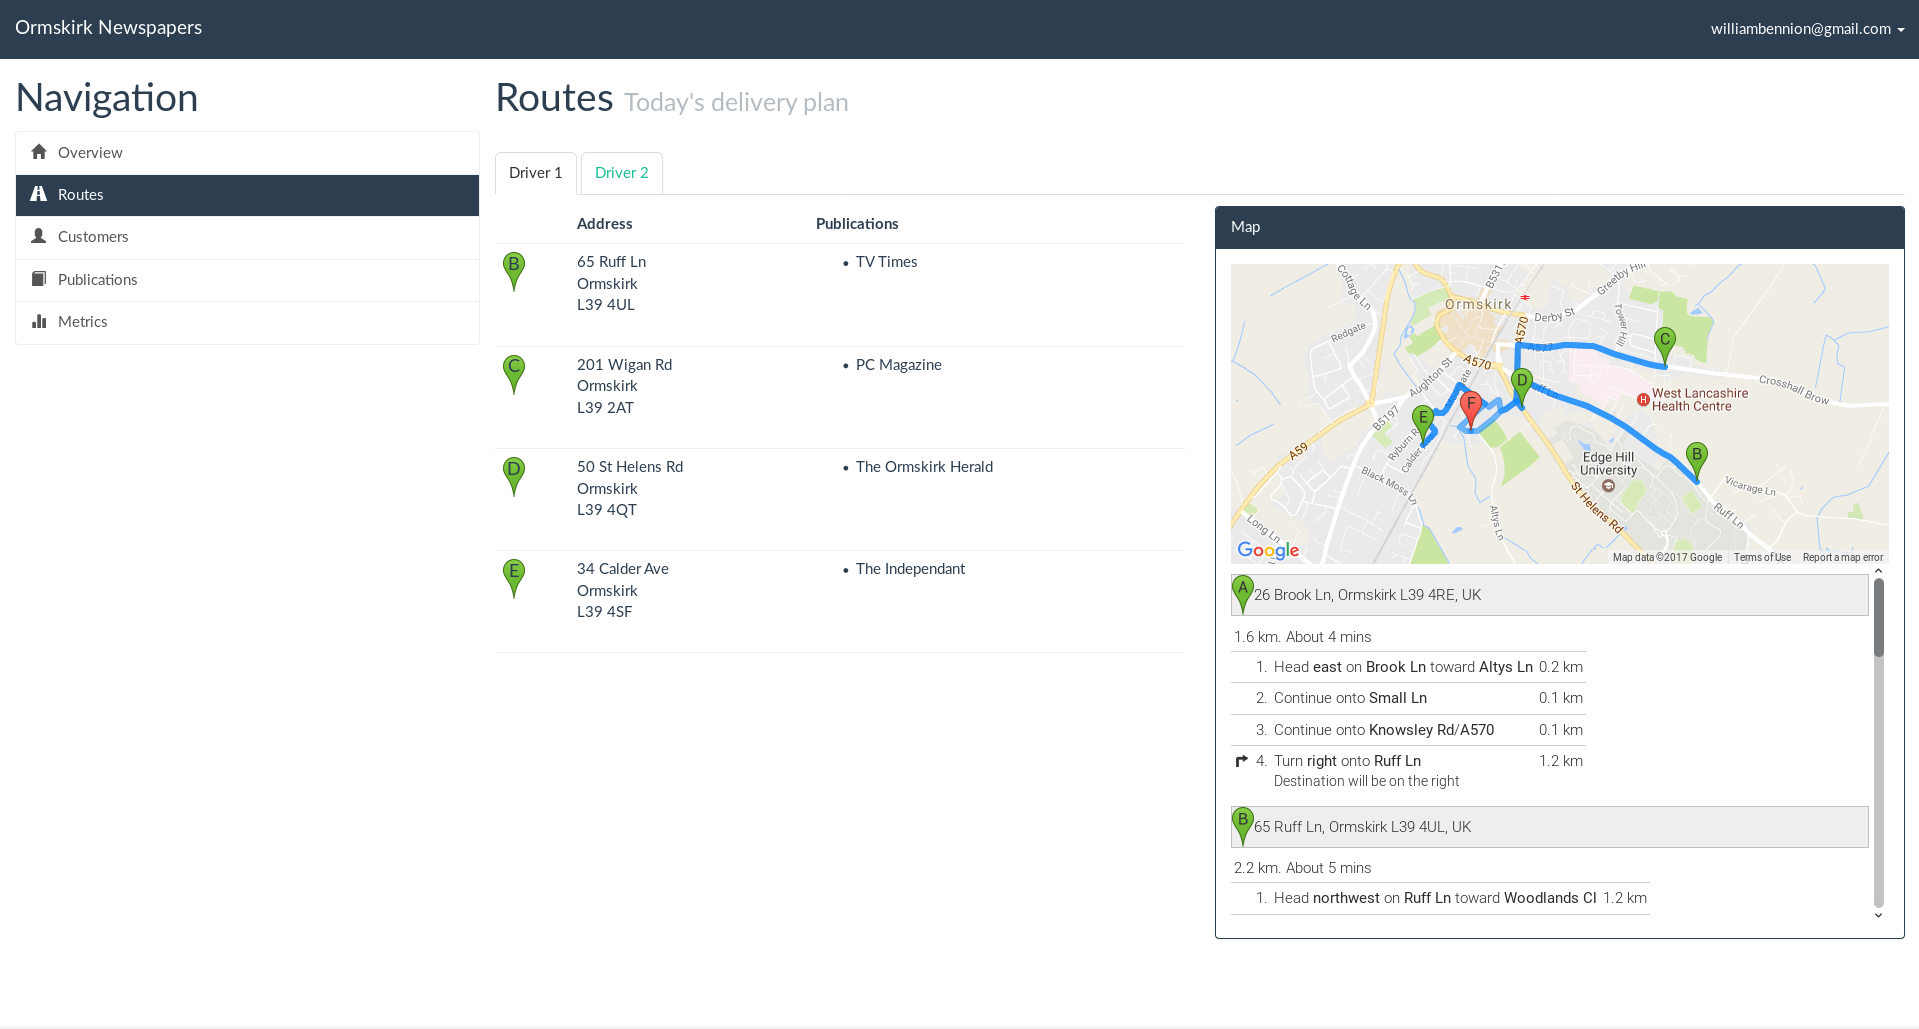 Ormskirk Newspapers
williambennion@gmail.com
Navigation
Overview
Routes
Customers
Publications
Metrics
Routes Today's delivery plan
Driver 1
Driver 2
Address Publications
B
65 Ruff Ln
Ormskirk
L39 4UL
• TV Times
C
201 Wigan Rd
Ormskirk
L39 2AT
• PC Magazine
D
50 St Helens Rd
Ormskirk
L39 4QT
• The Ormskirk Herald
E
34 Calder Ave
Ormskirk
L39 4SF
• The Independant
Map
Cottage Ln
B531
Greetby Hill
Ormskirk
Derby St
Tower Hill
Redgate
A570
A577
C
A570
Aughton St
D
Ruff Ln
West Lancashire
Health Centre
H
Crosshall Brow
F
E
B5197
Ryburn R
Calder
A59
B
Edge Hill
University
Black Moss Ln
St Helens Rd
Vicarage Ln
Ruff Ln
Altys Ln
Long Ln
Google
Map data ©2017 Google
Terms of Use
Report a map error
A
26 Brook Ln, Ormskirk L39 4RE, UK
1.6 km. About 4 mins
1. Head east on Brook Ln toward Altys Ln 0.2 km
2. Continue onto Small Ln 0.1 km
3. Continue onto Knowsley Rd/A570 0.1 km
4. Turn right onto Ruff Ln 1.2 km
Destination will be on the right
B
65 Ruff Ln, Ormskirk L39 4UL, UK
2.2 km. About 5 mins
1. Head northwest on Ruff Ln toward Woodlands Cl 1.2 km